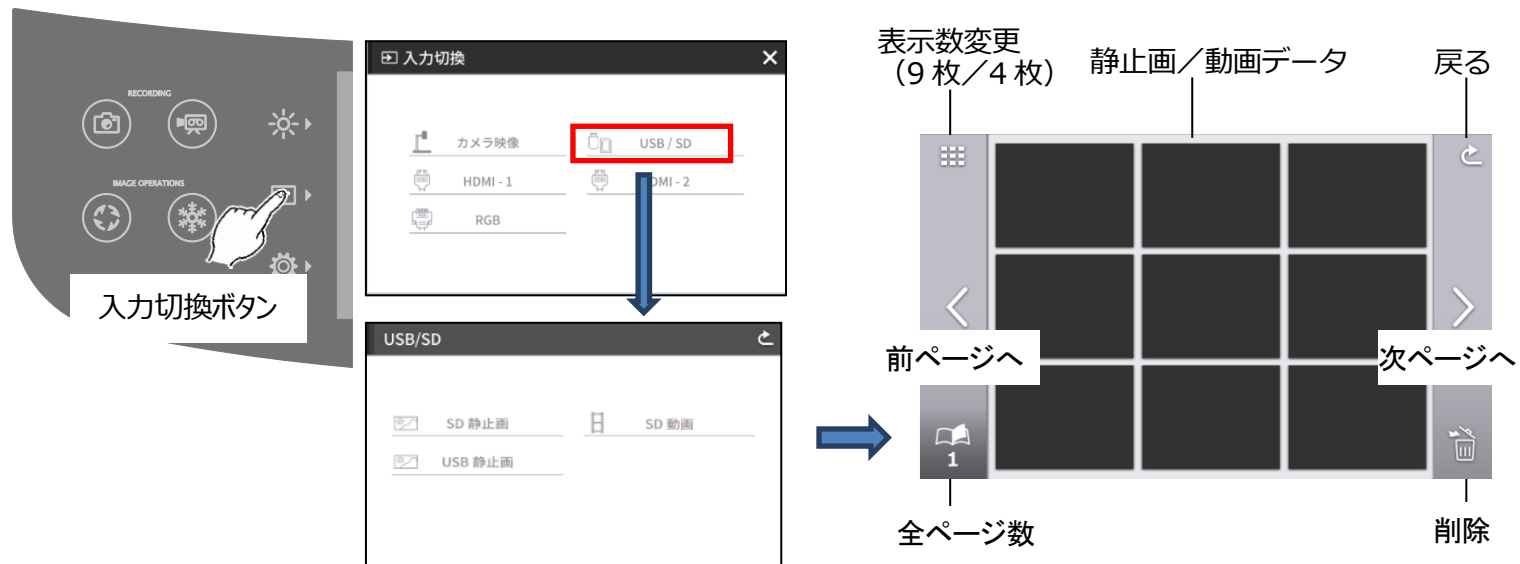 RECORDING
IMAGE OPERATIONS
入力切換ボタン
入力切換
カメラ映像
USB / SD
HDMI - 1
DMI - 2
RGB
USB/SD
SD 静止画
SD 動画
USB 静止画
表示数変更
（9 枚／4 枚）
静止画／動画データ
戻る
前ページへ
次ページへ
1
全ページ数
削除